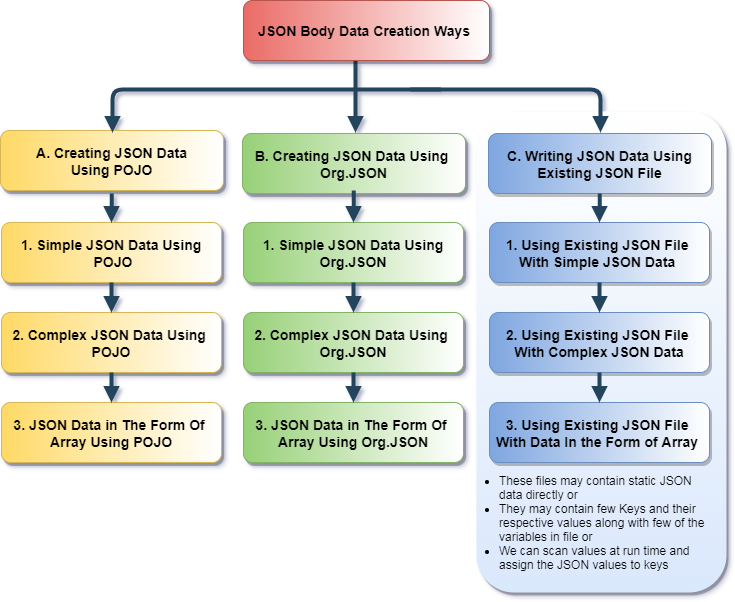 JSON Body Data Creation Ways
A. Creating JSON Data
Using POJO
1. Simple JSON Data Using
POJO
2. Complex JSON Data Using
POJO
3. JSON Data in The Form Of
Array Using POJO
B. Creating JSON Data Using
Org.JSON
1. Simple JSON Data Using
Org.JSON
2. Complex JSON Data Using
Org.JSON
3. JSON Data in The Form Of
Array Using Org.JSON
C. Writing JSON Data Using
Existing JSON File
1. Using Existing JSON File
With Simple JSON Data
2. Using Existing JSON File
With Complex JSON Data
3. Using Existing JSON File
With Data In the Form of Array
• These files may contain static JSON
data directly or
• They may contain few Keys and their
respective values along with few of the
variables in file or
• We can scan values at run time and
assign the JSON values to keys